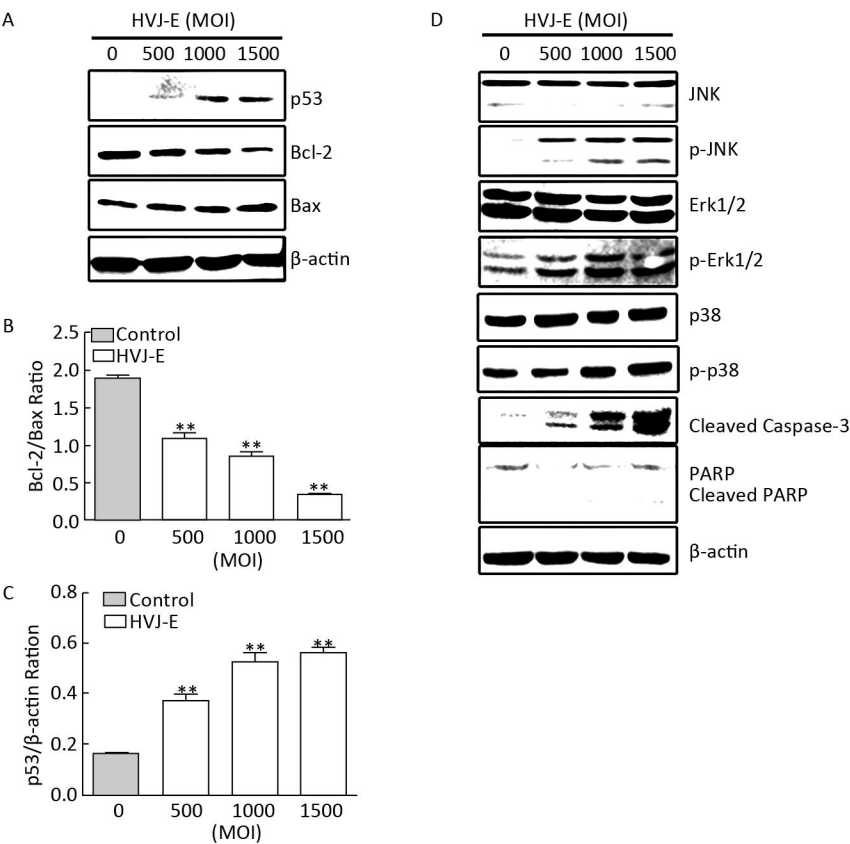 A
HVJ-E (MOI)
0 500 1000 1500
p53
Bcl-2
Bax
β-actin
B
2.5
2.0
1.5
1.0
0.5
0.0
Bcl-2/Bax Ratio
Control
HVJ-E
**
**
**
0 500 1000 1500
(MOI)
C
0.8
0.6
0.4
0.2
0.0
p53/β-actin Ration
Control
HVJ-E
**
**
**
0 500 1000 1500
(MOI)
D
HVJ-E (MOI)
0 500 1000 1500
JNK
p-JNK
Erk1/2
p-Erk1/2
p38
p-p38
Cleaved Caspase-3
PARP
Cleaved PARP
β-actin